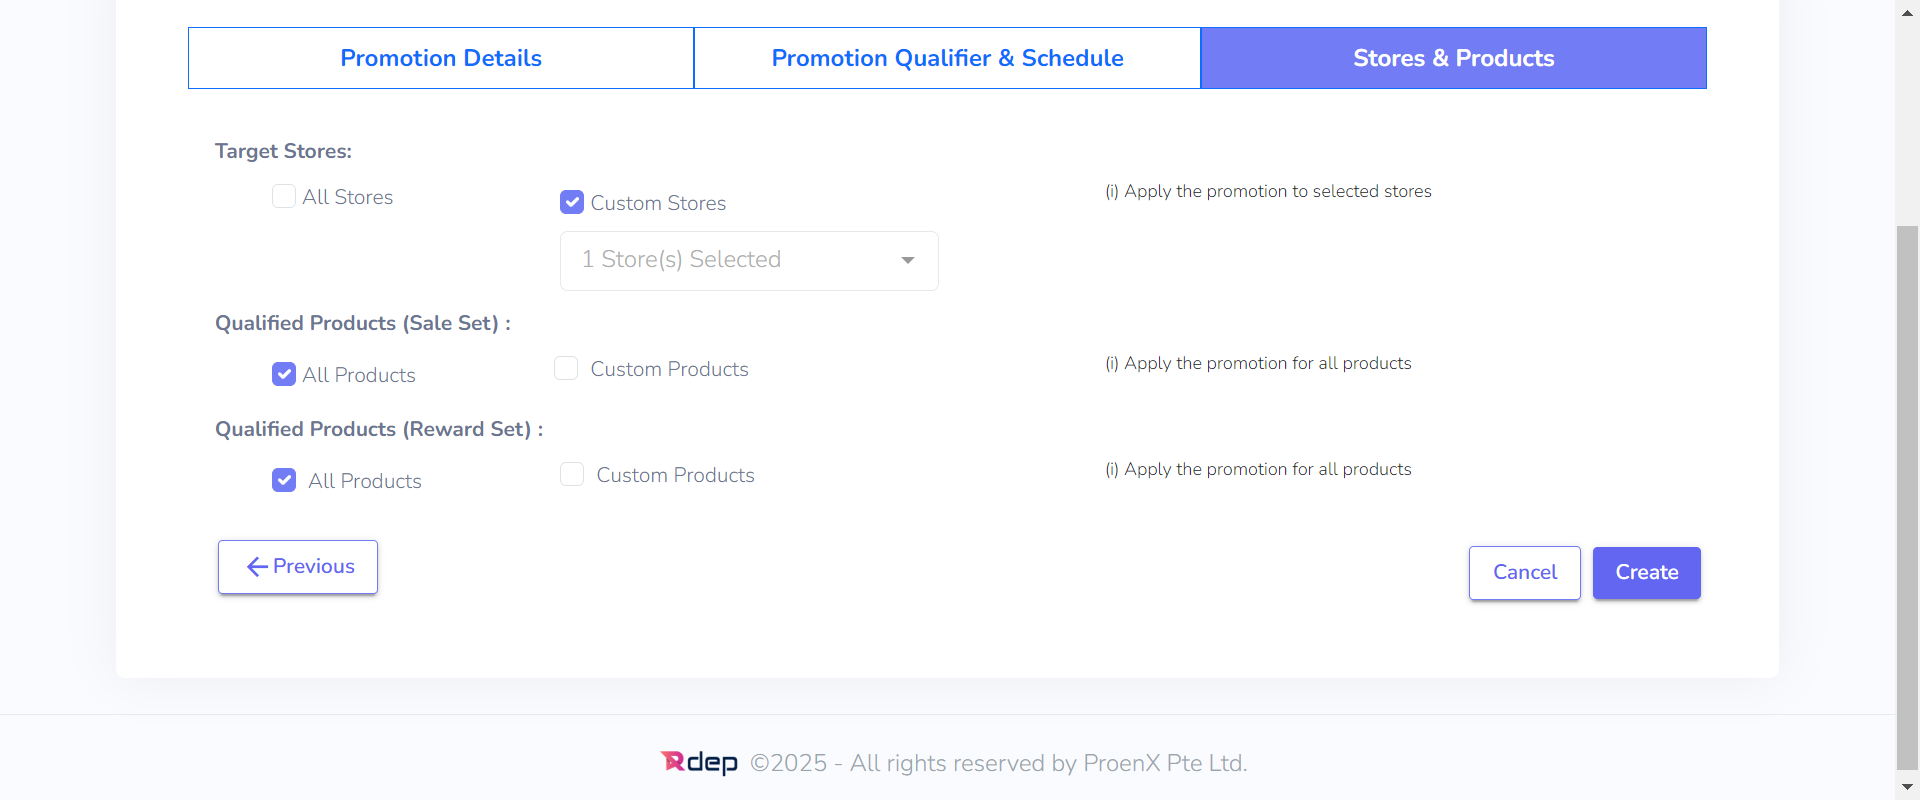 Promotion Details
Promotion Qualifier & Schedule
Stores & Products
Target Stores:
All Stores
Custom Stores
(i) Apply the promotion to selected stores
1 Store(s) Selected
Qualified Products (Sale Set) :
All Products
Custom Products
(i) Apply the promotion for all products
Qualified Products (Reward Set) :
All Products
Custom Products
(i) Apply the promotion for all products
Previous
Cancel
Create
Rdep ©2025 - All rights reserved by ProenX Pte Ltd.